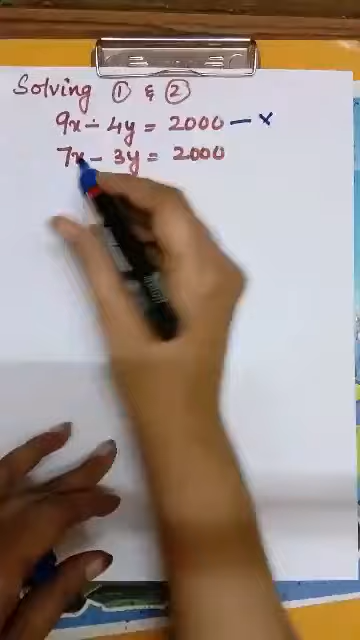 Solving ① & ②
9x - 4y = 2000 — x
7x - 3y = 2000